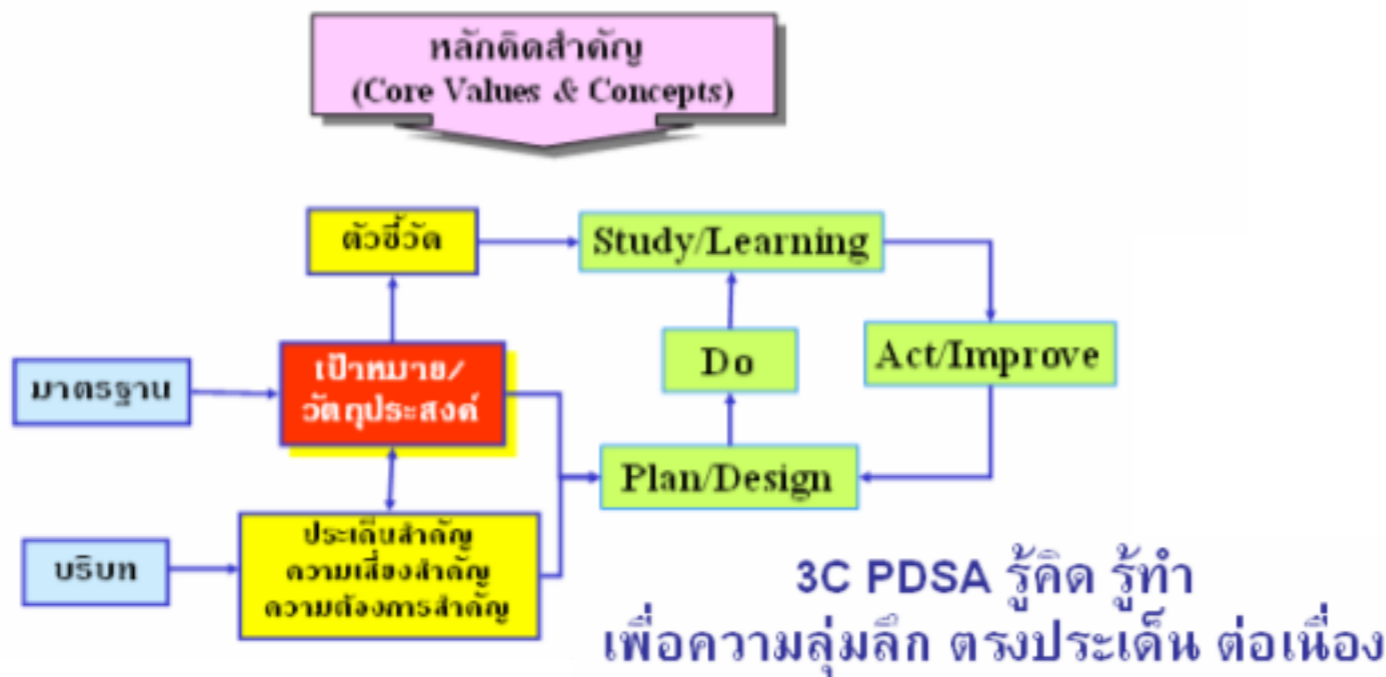 หลักคิดสำคัญ
(Core Values & Concepts)
ตัวชี้วัด
Study/Learning
มาตรฐาน
เป้าหมาย/
วัตถุประสงค์
Do
Act/Improve
Plan/Design
บริบท
ประเด็นสำคัญ
ความเสี่ยงสำคัญ
ความต้องการสำคัญ
3C PDSA รู้คิด รู้ทำ
เพื่อความลุ่มลึก ตรงประเด็น ต่อเนื่อง